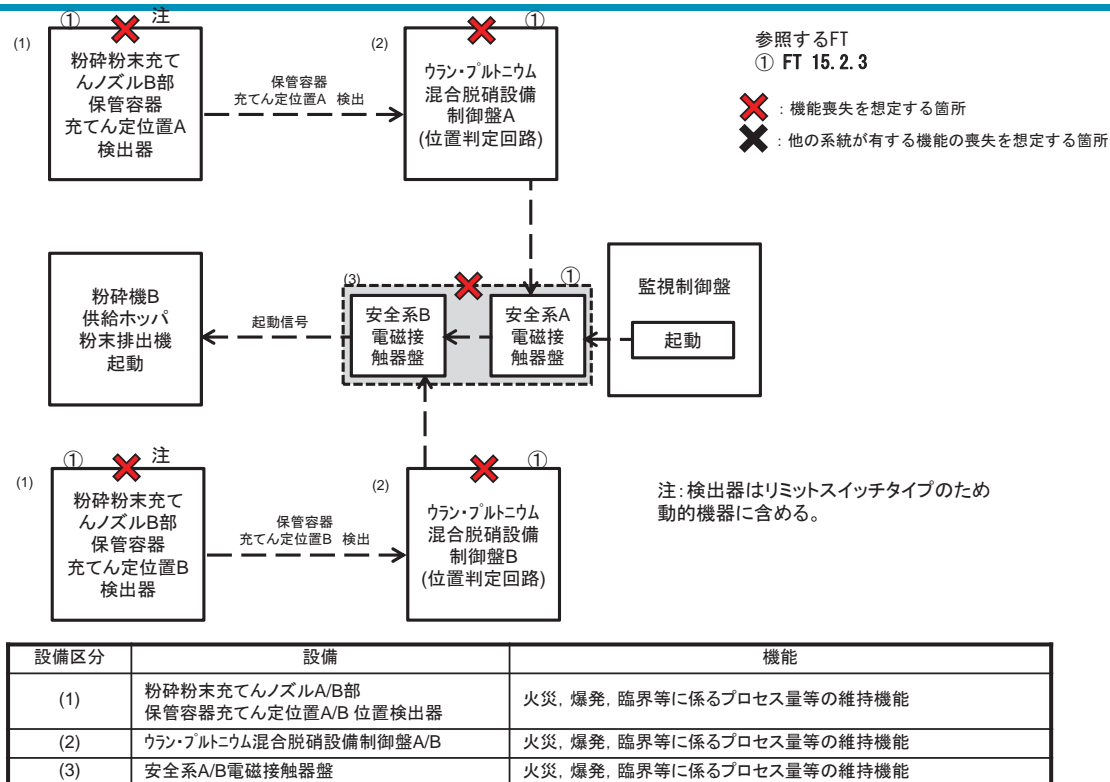 (1)
①
注
粉砕粉末充て
んノズルB部
保管容器
充てん定位置A
検出器
保管容器
充てん定位置A 検出
(2)
①
ウラン・プルトニウム
混合脱硝設備
制御盤A
(位置判定回路)
参照するFT
① FT 15.2.3
：機能喪失を想定する箇所
：他の系統が有する機能の喪失を想定する箇所
粉砕機B
供給ホッパ
粉末排出機
起動
起動信号
(3)
①
安全系B
電磁接
触器盤
安全系A
電磁接
触器盤
監視制御盤
起動
(1)
①
注
粉砕粉末充て
んノズルB部
保管容器
充てん定位置B
検出器
保管容器
充てん定位置B 検出
(2)
①
ウラン・プルトニウム
混合脱硝設備
制御盤B
(位置判定回路)
注：検出器はリミットスイッチタイプのため
動的機器に含める。
設備区分 設備 機能
(1) 粉砕粉末充てんノズルA/B部
保管容器充てん定位置A/B 位置検出器 火災，爆発，臨界等に係るプロセス量等の維持機能
(2) ウラン・プルトニウム混合脱硝設備制御盤A/B 火災，爆発，臨界等に係るプロセス量等の維持機能
(3) 安全系A/B電磁接触器盤 火災，爆発，臨界等に係るプロセス量等の維持機能